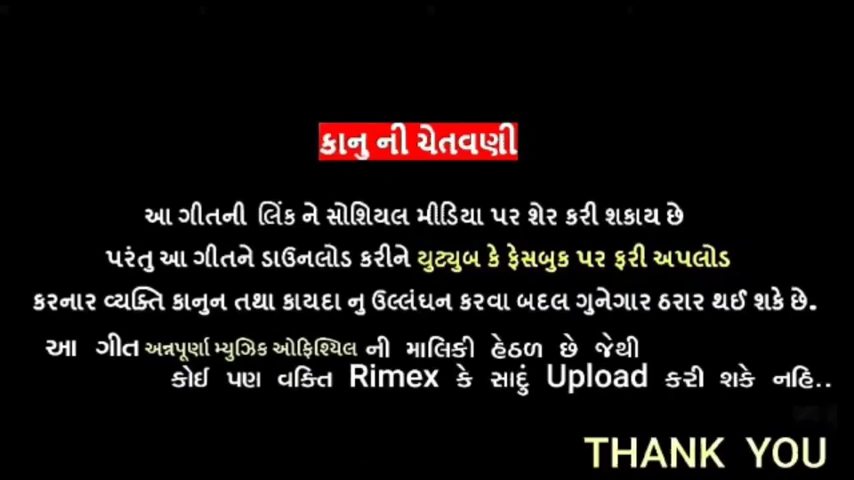 કાનુ ની ચેતવણી
આ ગીતની લિંક ને સોશિયલ મીડિયા પર શેર કરી શકાય છે
પરંતુ આ ગીતને ડાઉનલોડ કરીને યુટ્યુબ કે ફેસબુક પર ફરી અપલોડ
કરનાર વ્યક્તિ કાનુન તથા કાયદા નુ ઉલ્લંઘન કરવા બદલ ગુનેગાર ઠરાર થઈ શકે છે.
આ ગીત અન્નપૂર્ણા મ્યુઝિક ઓફિશ્યિલ ની માલિકી હેઠળ છે જેથી
કોઈ પણ વક્તિ Rimex કે સાદું Upload કરી શકે નહિ..
THANK YOU